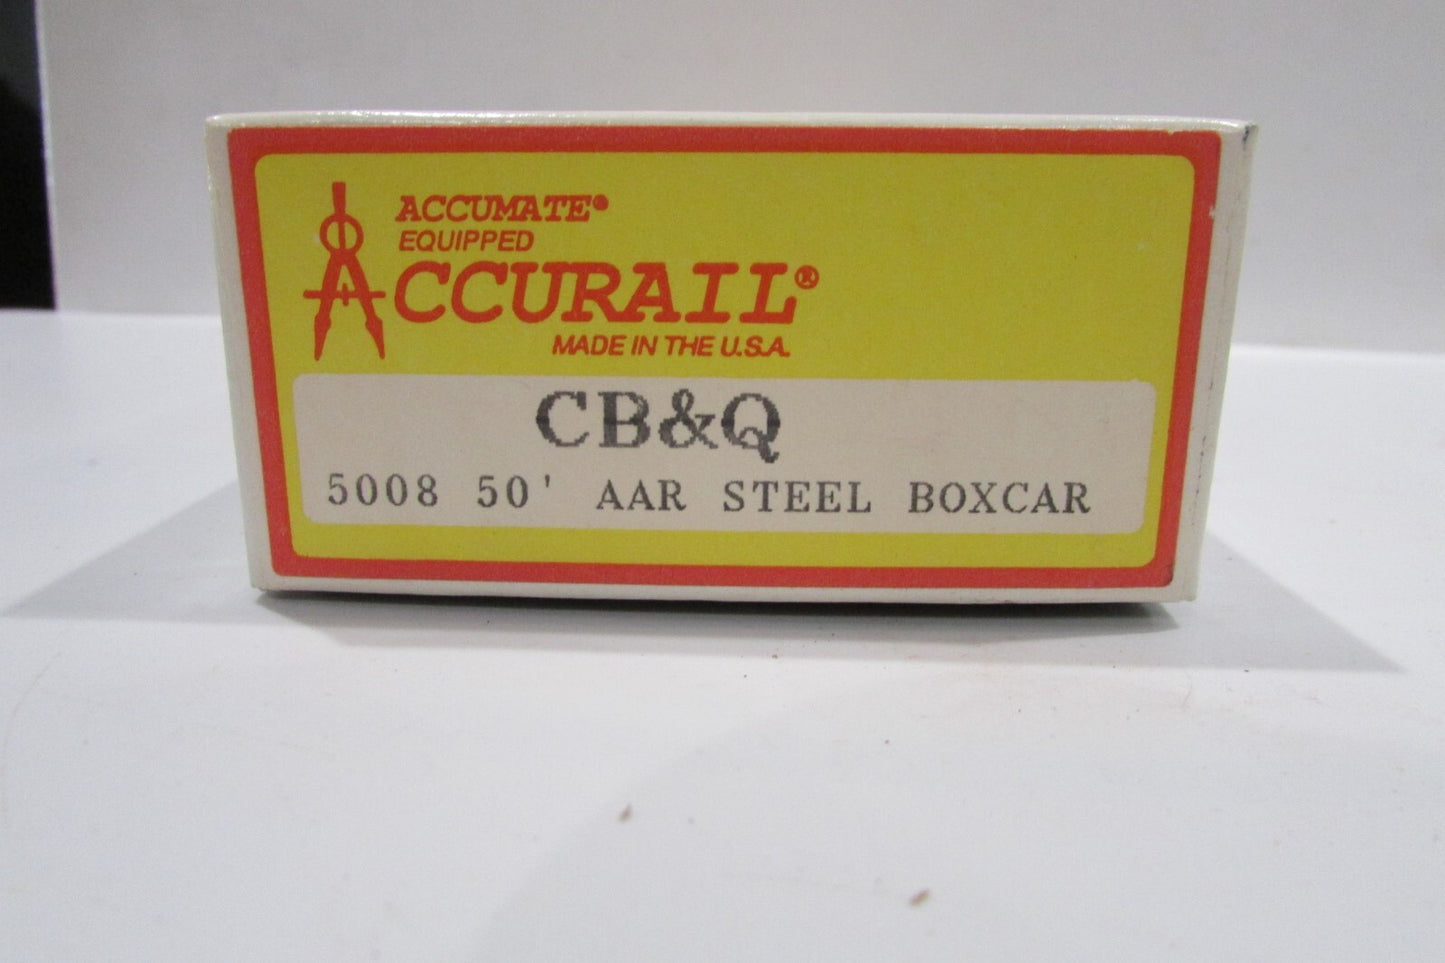 ACCUMATE®
EQUIPPED
ACCURAIL®
MADE IN THE U.S.A.
CB&Q
5008 50' AAR STEEL BOXCAR